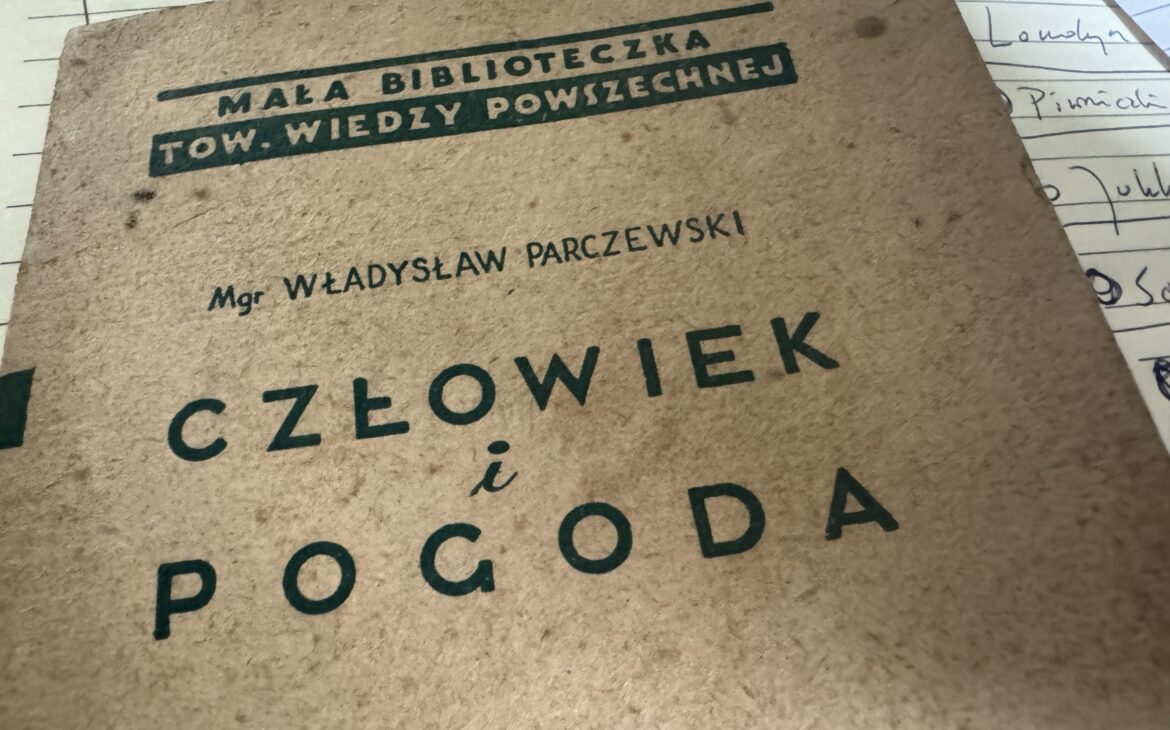 MAŁA BIBLIOTECZKA
TOW. WIEDZY POWSZECHNEJ
Mgr WŁADYSŁAW PARCZEWSKI
CZŁOWIEK
i
POGODA